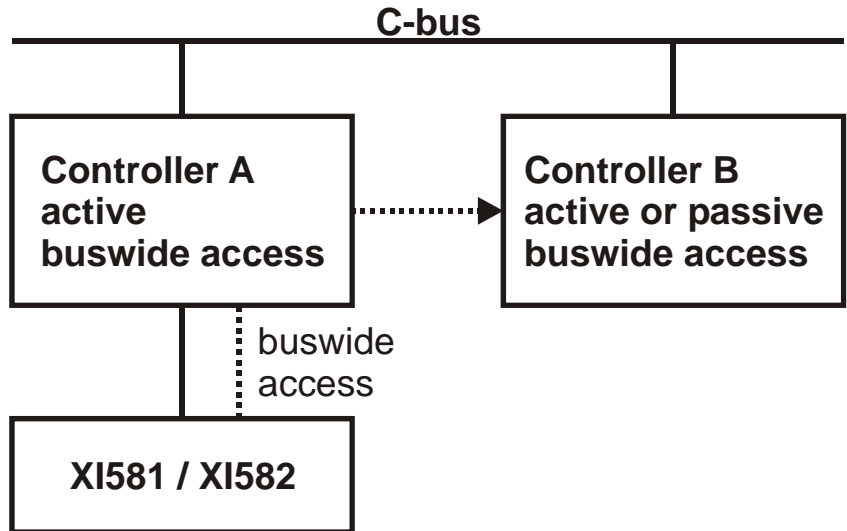 C-bus
Controller A
active
buswide access
Controller B
active or passive
buswide access
buswide
access
XI581 / XI582